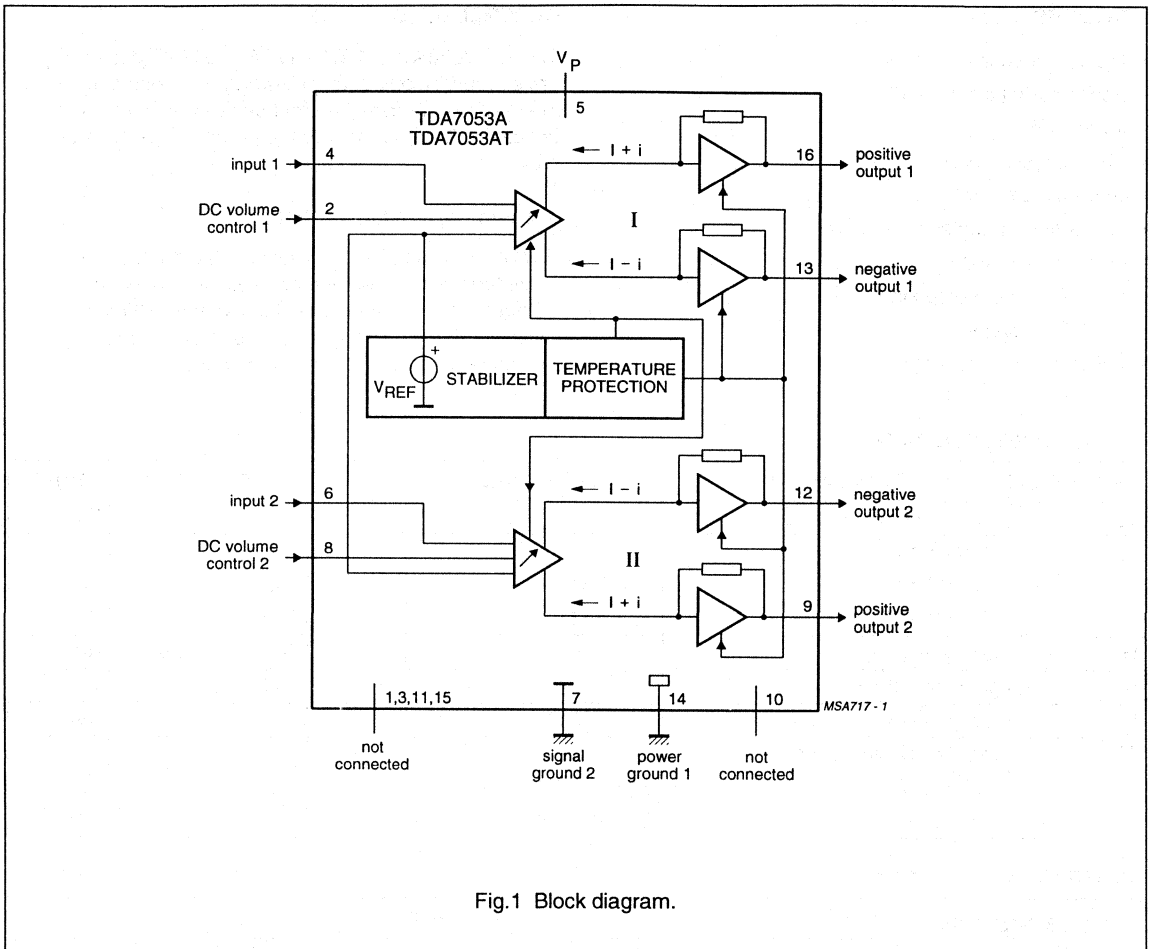 V P
5
TDA7053A
TDA7053AT
input 1
4
I + i
16
positive
output 1
DC volume
control 1
2
I
I − i
13
negative
output 1
+
V REF
STABILIZER
TEMPERATURE
PROTECTION
input 2
6
I − i
12
negative
output 2
DC volume
control 2
8
II
I + i
9
positive
output 2
1,3,11,15
7
14
10
MSA717 - 1
not
connected
signal
ground 2
power
ground 1
not
connected
Fig.1 Block diagram.